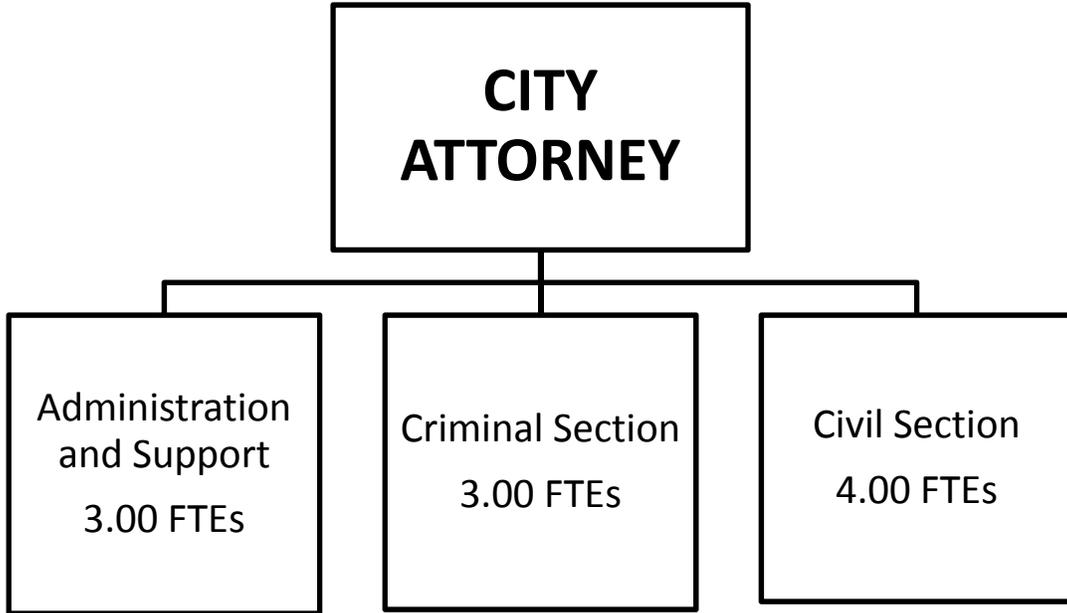 CITY
ATTORNEY
Administration
and Support
3.00 FTEs
Criminal Section
3.00 FTEs
Civil Section
4.00 FTEs